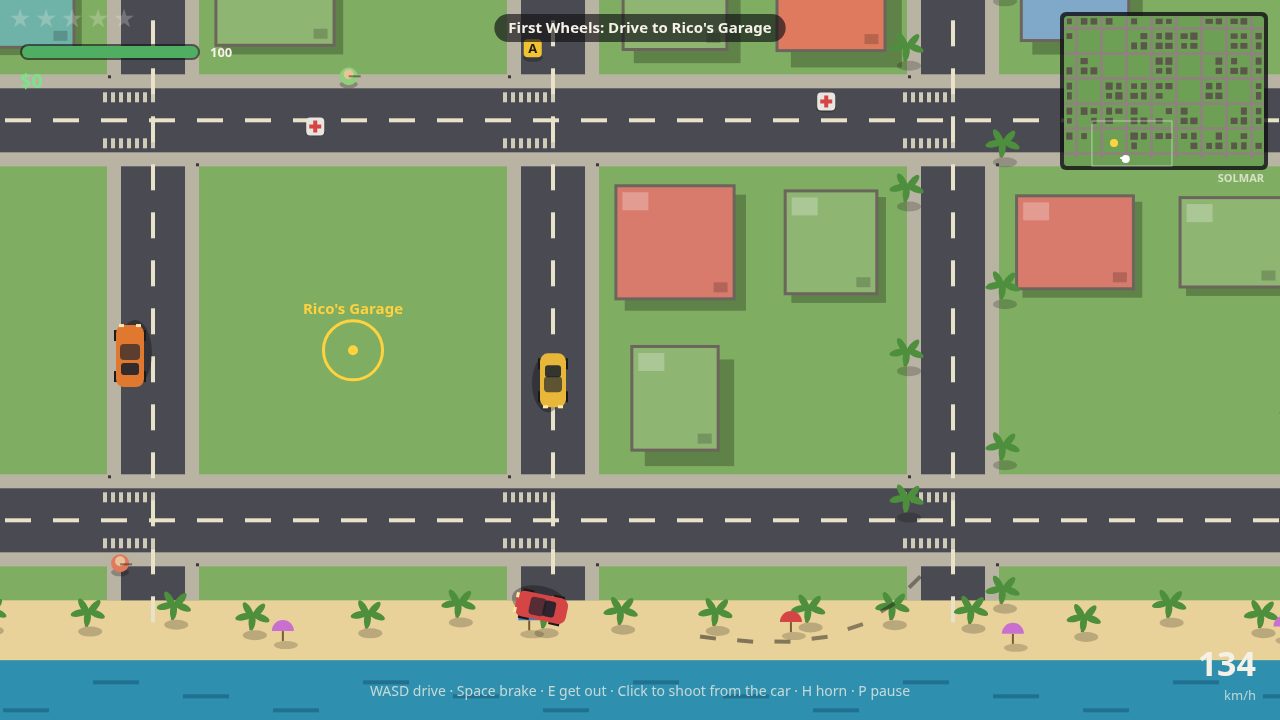 First Wheels: Drive to Rico's Garage
100
A
$0
SOLMAR
Rico's Garage
134
km/h
WASD drive · Space brake · E get out · Click to shoot from the car · H horn · P pause